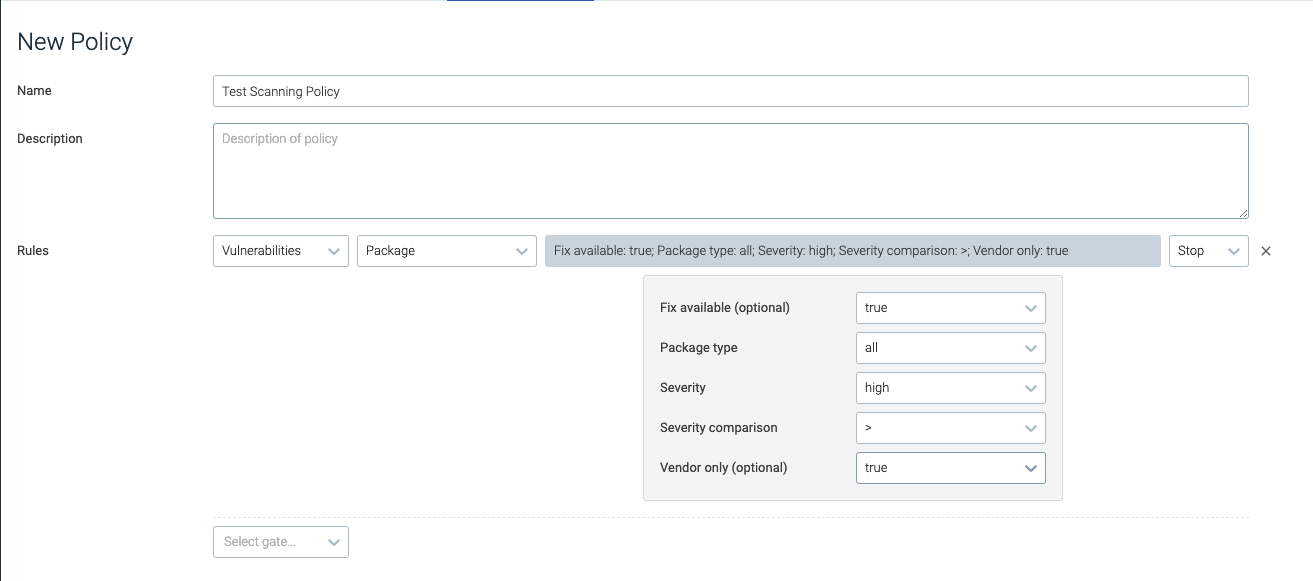 New Policy
Name
Test Scanning Policy
Description
Description of policy
Rules
Vulnerabilities
Package
Fix available: true; Package type: all; Severity: high; Severity comparison: >; Vendor only: true
Stop
Fix available (optional)
true
Package type
all
Severity
high
Severity comparison
>
Vendor only (optional)
true
Select gate...